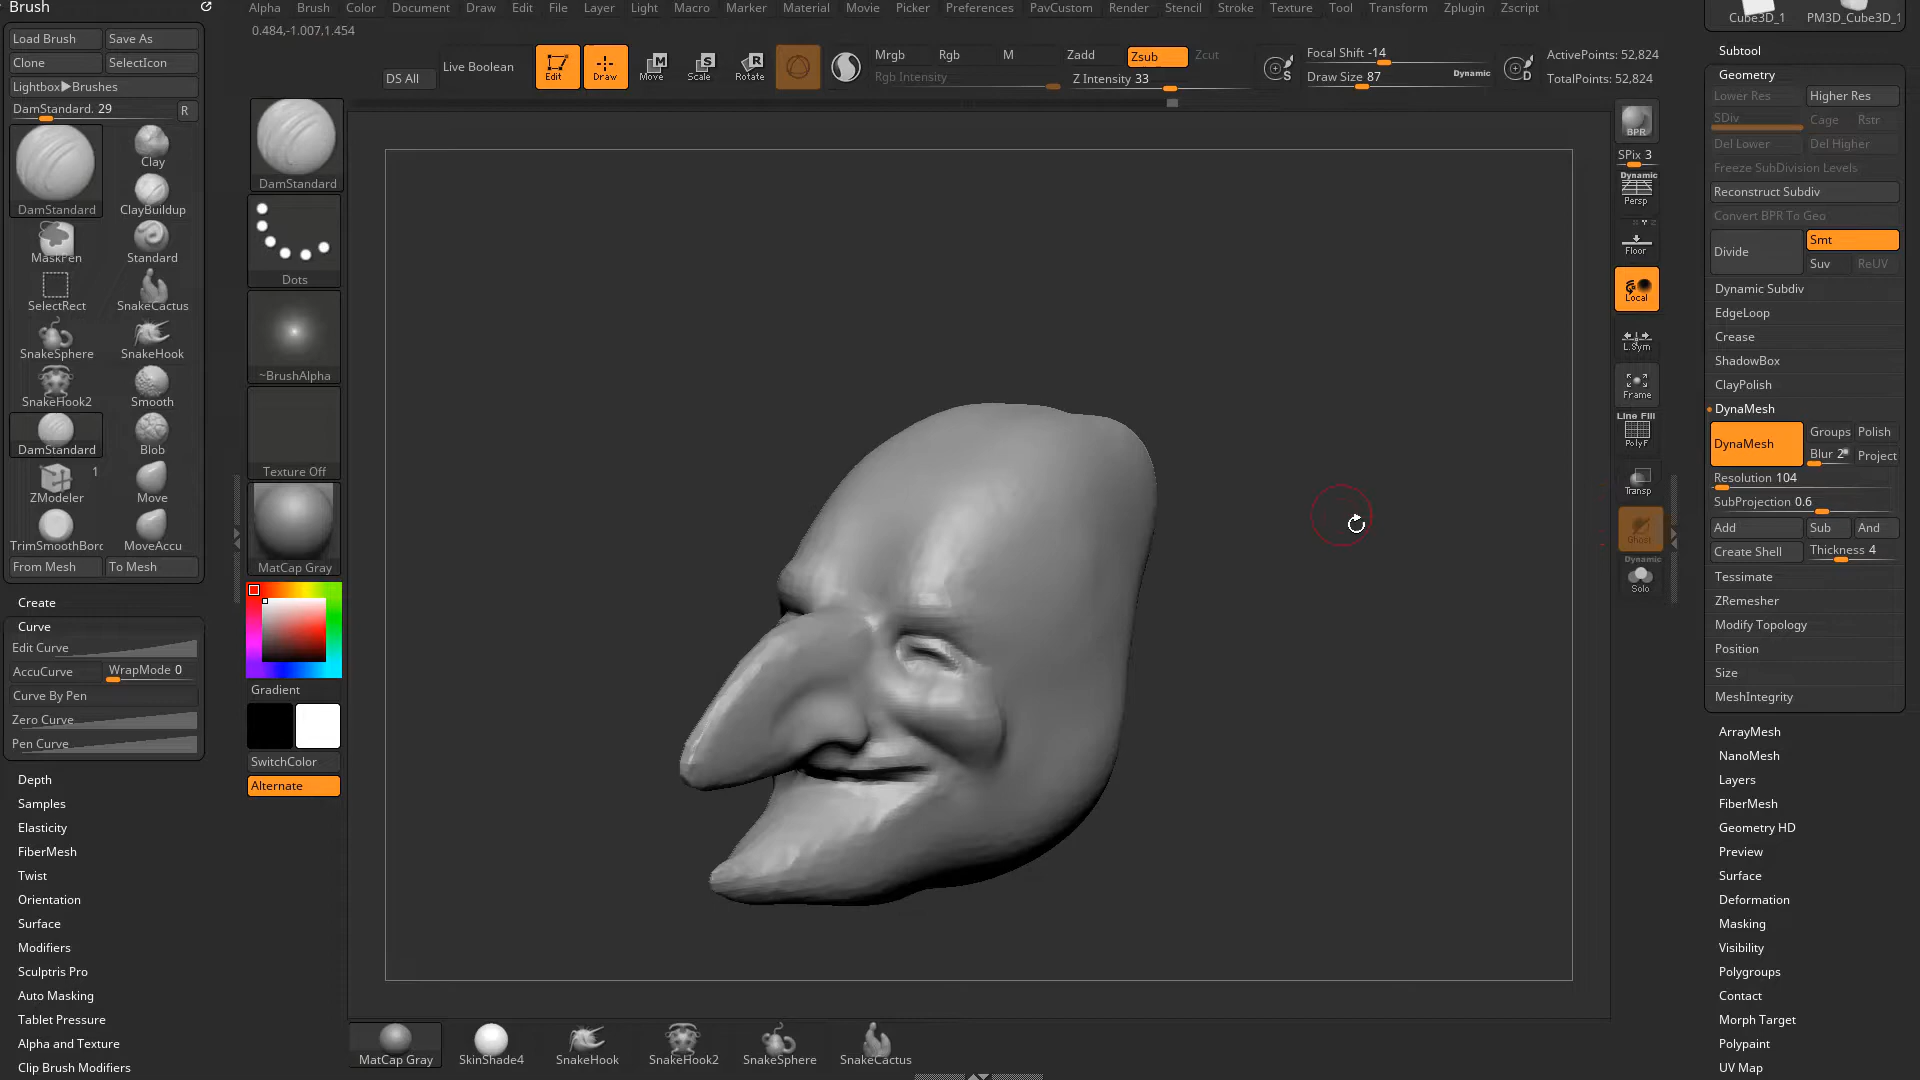 Brush
Alpha Brush Color Document Draw Edit File Layer Light Macro Marker Material Movie Picker Preferences PavCustom Render Stencil Stroke Texture Tool Transform Zplugin Zscript
Cube3D_1 PM3D_Cube3D_1
0.484,-1.007,1.454
Load Brush Save As
Clone SelectIcon
Lightbox▶Brushes
DamStandard. 29 R
DamStandard
Clay
ClayBuildup
MaskPen Standard
SelectRect SnakeCactus
SnakeSphere SnakeHook
SnakeHook2 Smooth
DamStandard Blob
1
ZModeler Move
TrimSmoothBorc MoveAccu
From Mesh To Mesh
Create
Curve
Edit Curve
AccuCurve WrapMode 0
Curve By Pen
Zero Curve
Pen Curve
Depth
Samples
Elasticity
FiberMesh
Twist
Orientation
Surface
Modifiers
Sculptris Pro
Auto Masking
Tablet Pressure
Alpha and Texture
Clip Brush Modifiers
DS All
Live Boolean
Edit Draw Move Scale Rotate
Mrgb Rgb M
Rgb Intensity
Zadd Zsub Zcut
Z Intensity 33
S
Focal Shift -14
Draw Size 87 Dynamic
D
ActivePoints: 52,824
TotalPoints: 52,824
DamStandard
Dots
~BrushAlpha
Texture Off
MatCap Gray
Gradient
SwitchColor
Alternate
BPR
SPix 3
Dynamic
Persp
Floor
Local
L.Sym
Frame
Line Fill
PolyF
Transp
Ghost
Dynamic
Solo
Subtool
Geometry
Lower Res Higher Res
SDiv Cage Rstr
Del Lower Del Higher
Freeze SubDivision Levels
Reconstruct Subdiv
Convert BPR To Geo
Divide Smt
Suv ReUV
Dynamic Subdiv
EdgeLoop
Crease
ShadowBox
ClayPolish
DynaMesh
DynaMesh Groups Polish
Blur 2 Project
Resolution 104
SubProjection 0.6
Add Sub And
Create Shell Thickness 4
Tessimate
ZRemesher
Modify Topology
Position
Size
MeshIntegrity
ArrayMesh
NanoMesh
Layers
FiberMesh
Geometry HD
Preview
Surface
Deformation
Masking
Visibility
Polygroups
Contact
Morph Target
Polypaint
UV Map
MatCap Gray SkinShade4 SnakeHook SnakeHook2 SnakeSphere SnakeCactus